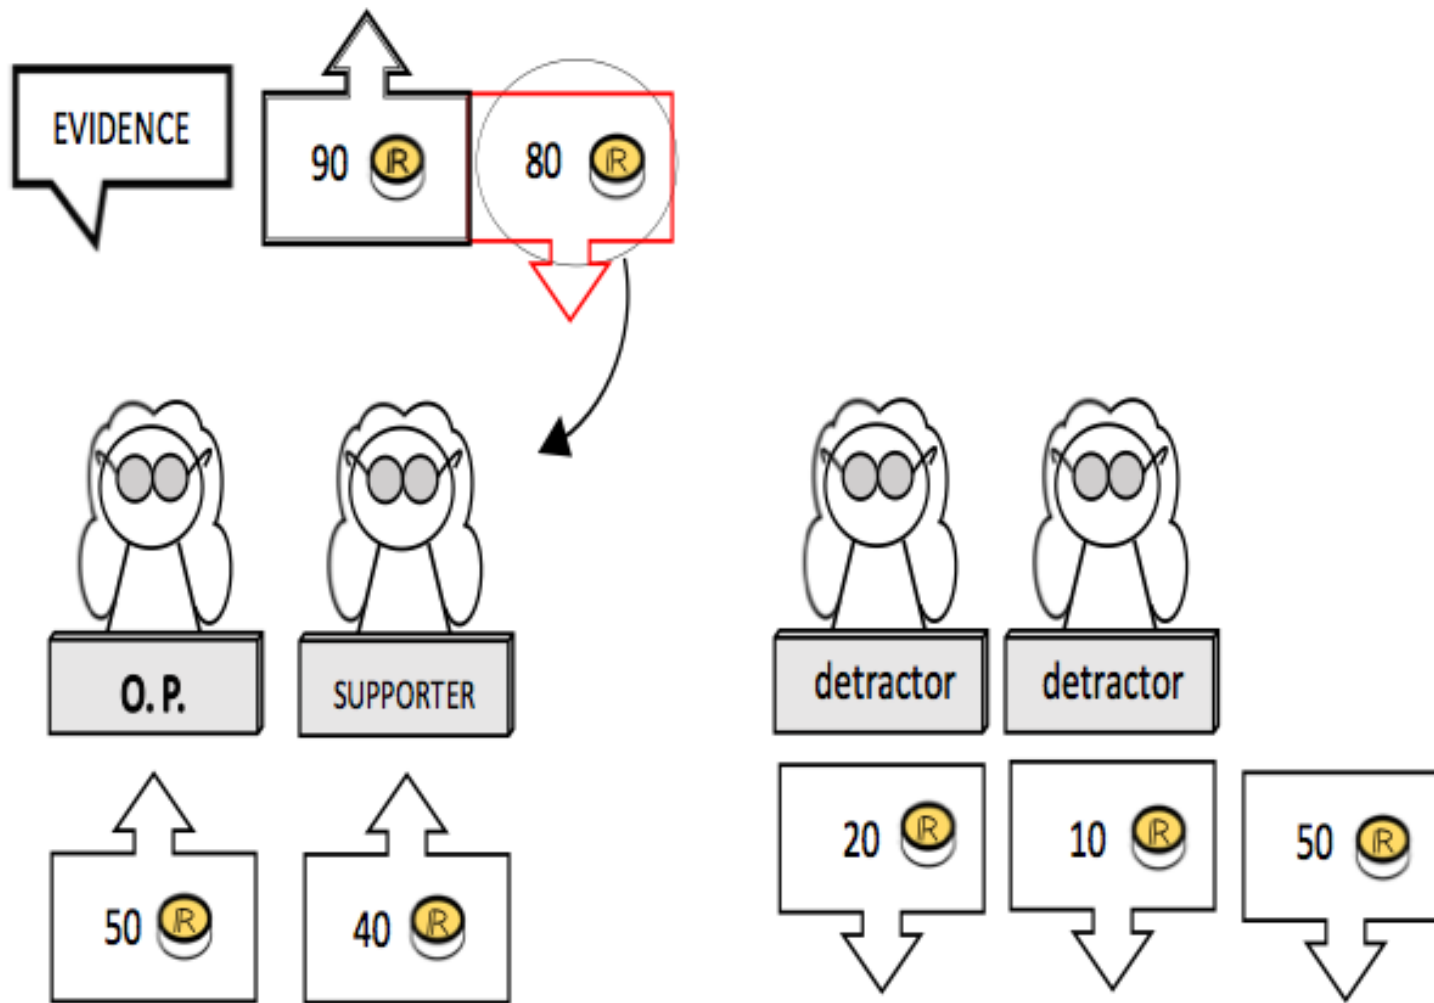 EVIDENCE
90 R
80 R
O. P.
SUPPORTER
detractor
detractor
50 R
40 R
20 R
10 R
50 R